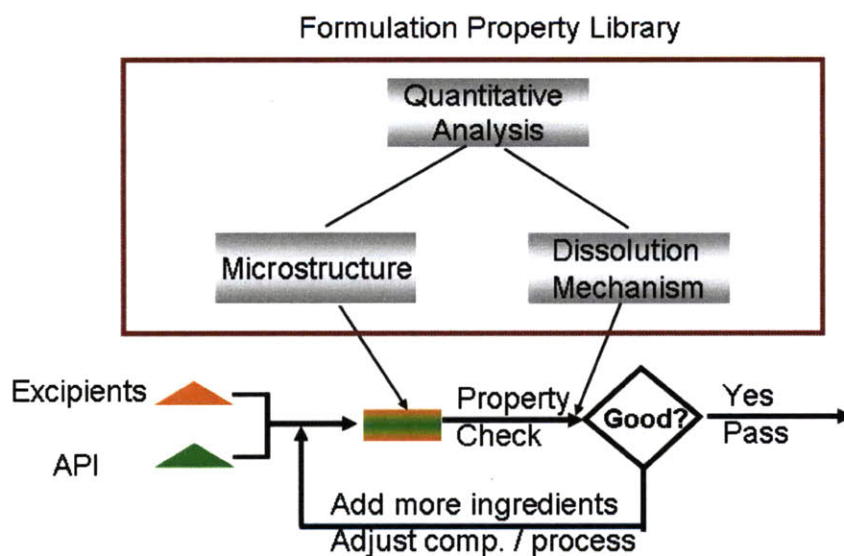 Formulation Property Library
Quantitative
Analysis
Microstructure
Dissolution
Mechanism
Excipients
API
Property
Check
Good?
Yes
Pass
Add more ingredients
Adjust comp. / process